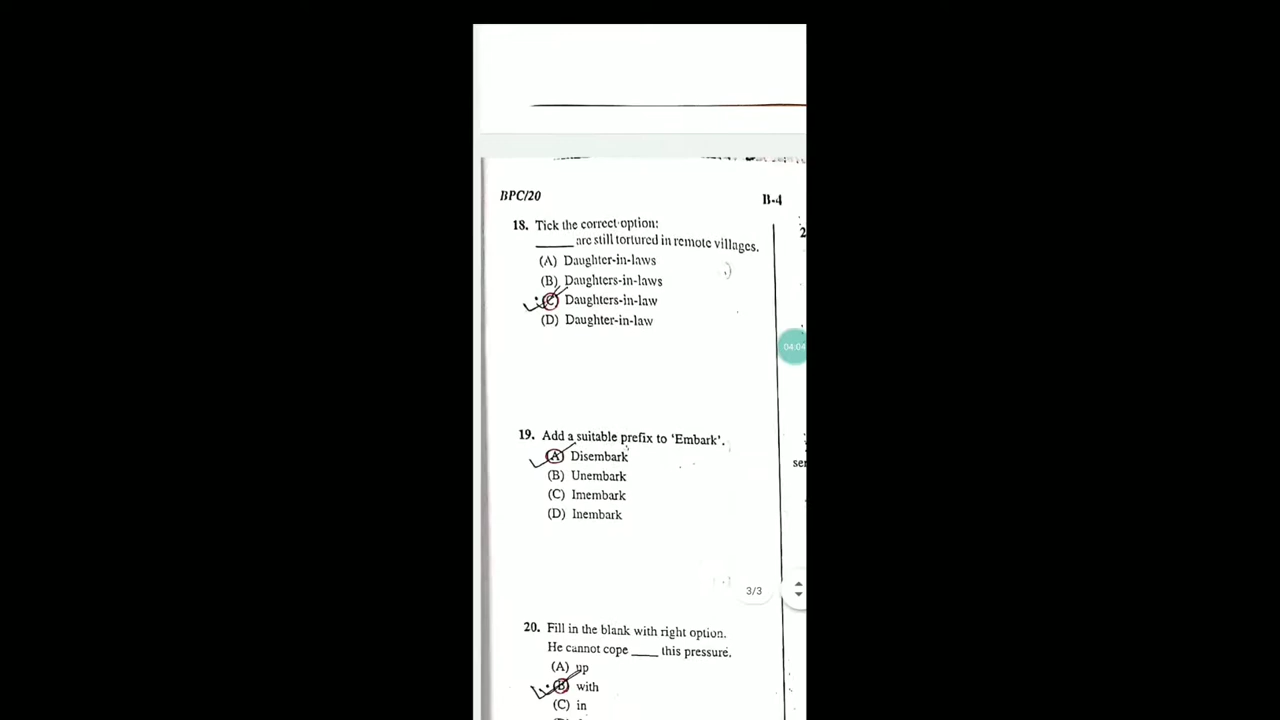 BPC/20
B-4
18. Tick the correct option:
______ are still tortured in remote villages.
(A) Daughter-in-laws
(B) Daughters-in-laws
(C) Daughters-in-law
(D) Daughter-in-law
04:04
19. Add a suitable prefix to ‘Embark’.
(A) Disembark
(B) Unembark
(C) Imembark
(D) Inembark
3/3
20. Fill in the blank with right option.
He cannot cope ____ this pressure.
(A) up
(B) with
(C) in